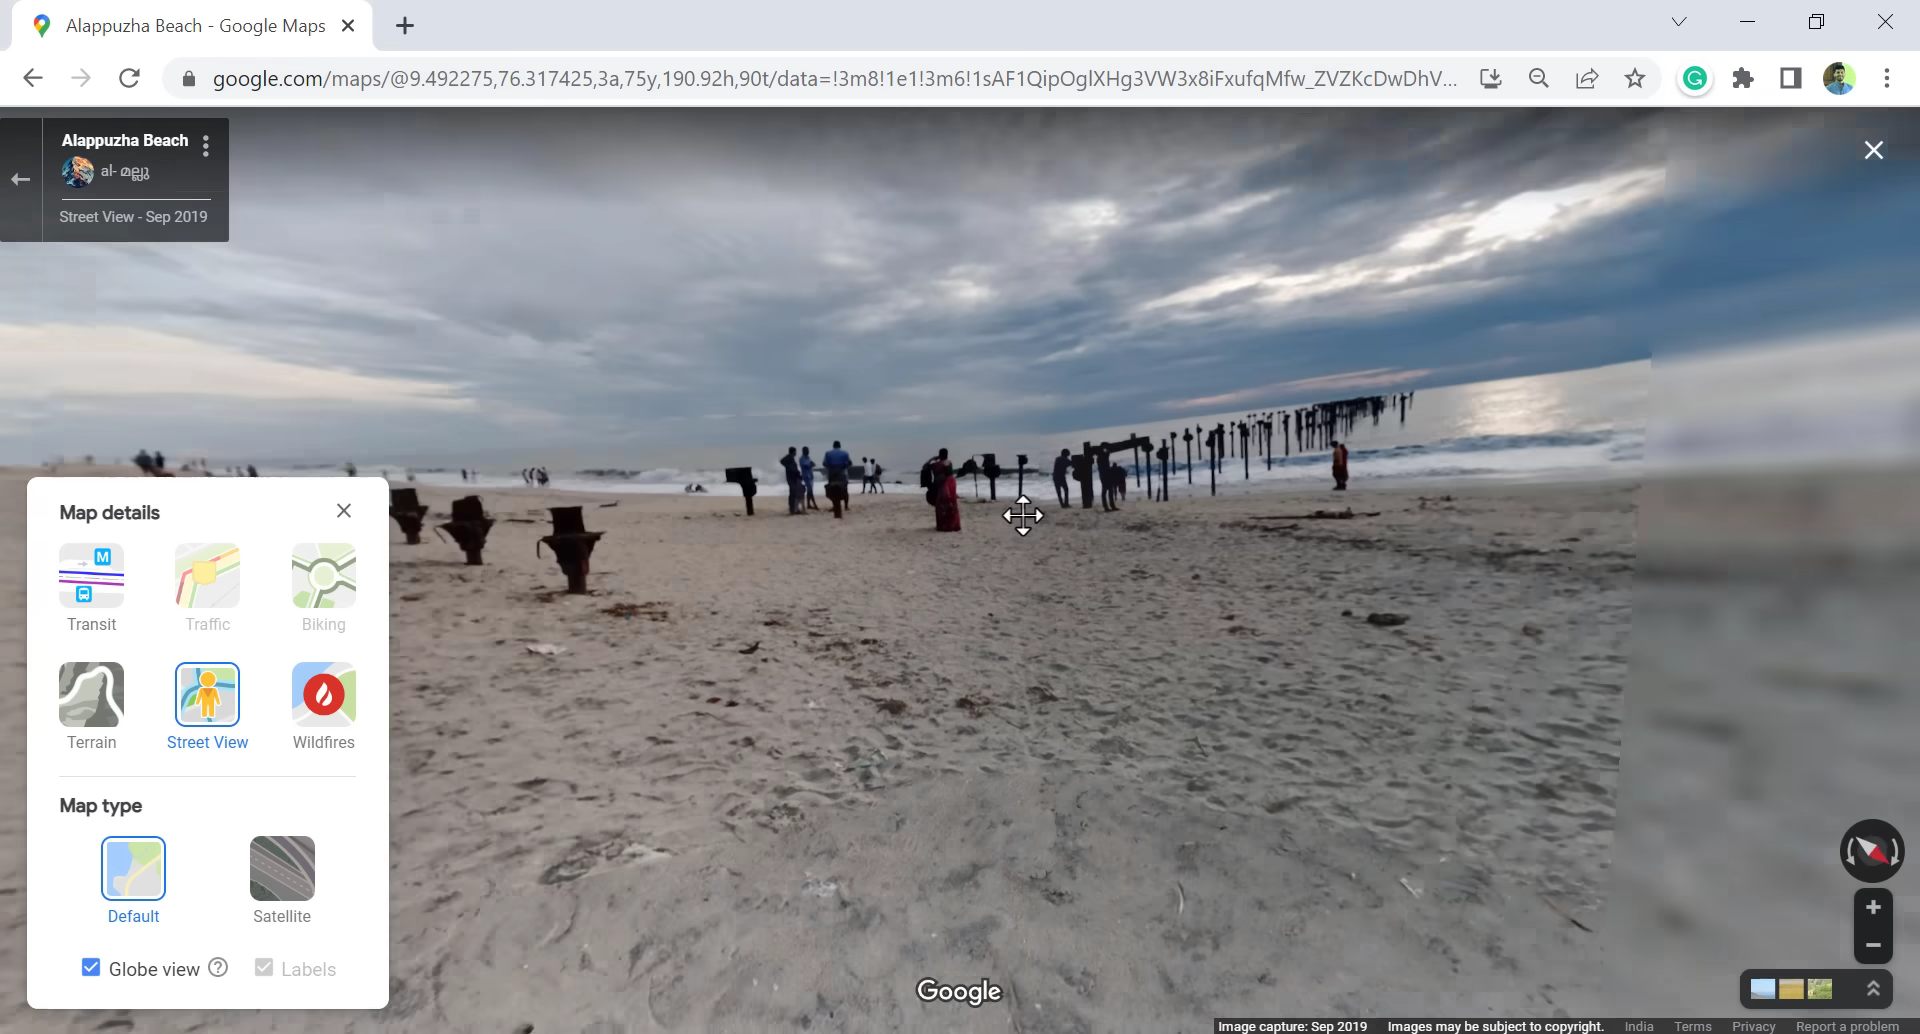 Alappuzha Beach - Google Maps
google.com/maps/@9.492275,76.317425,3a,75y,190.92h,90t/data=!3m8!1e1!3m6!1sAF1QipOglXHg3VW3x8iFxufqMfw_ZVZKcDwDhV...
Alappuzha Beach
al- മല്ലു
Street View - Sep 2019
Map details
Transit
Traffic
Biking
Terrain
Street View
Wildfires
Map type
Default
Satellite
Globe view
Labels
Google
Image capture: Sep 2019 Images may be subject to copyright. India Terms Privacy Report a problem